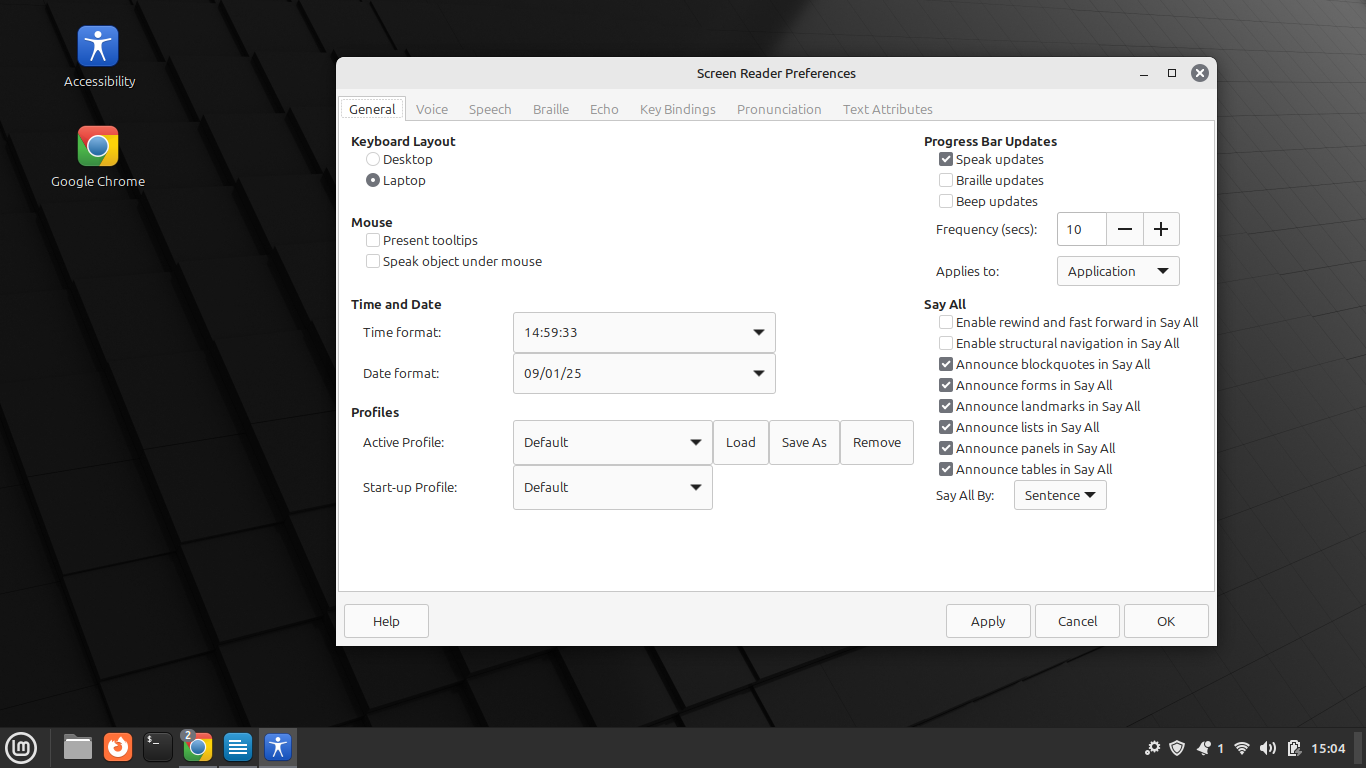 Accessibility
Google Chrome
Screen Reader Preferences
General Voice Speech Braille Echo Key Bindings Pronunciation Text Attributes
Keyboard Layout
Desktop
Laptop
Mouse
Present tooltips
Speak object under mouse
Time and Date
Time format: 14:59:33
Date format: 09/01/25
Profiles
Active Profile: Default Load Save As Remove
Start-up Profile: Default
Progress Bar Updates
Speak updates
Braille updates
Beep updates
Frequency (secs): 10
Applies to: Application
Say All
Enable rewind and fast forward in Say All
Enable structural navigation in Say All
Announce blockquotes in Say All
Announce forms in Say All
Announce landmarks in Say All
Announce lists in Say All
Announce panels in Say All
Announce tables in Say All
Say All By: Sentence
Help Apply Cancel OK
$_ 2 1 15:04